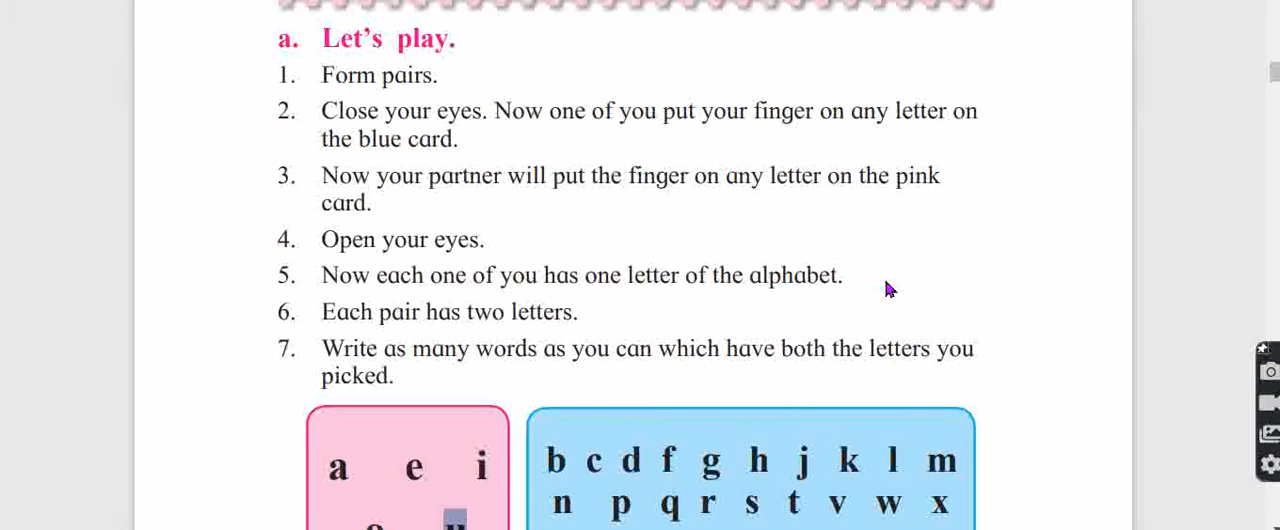 a. Let's play.
1. Form pairs.
2. Close your eyes. Now one of you put your finger on any letter on
the blue card.
3. Now your partner will put the finger on any letter on the pink
card.
4. Open your eyes.
5. Now each one of you has one letter of the alphabet.
6. Each pair has two letters.
7. Write as many words as you can which have both the letters you
picked.
a e i
b c d f g h j k l m
n p q r s t v w x